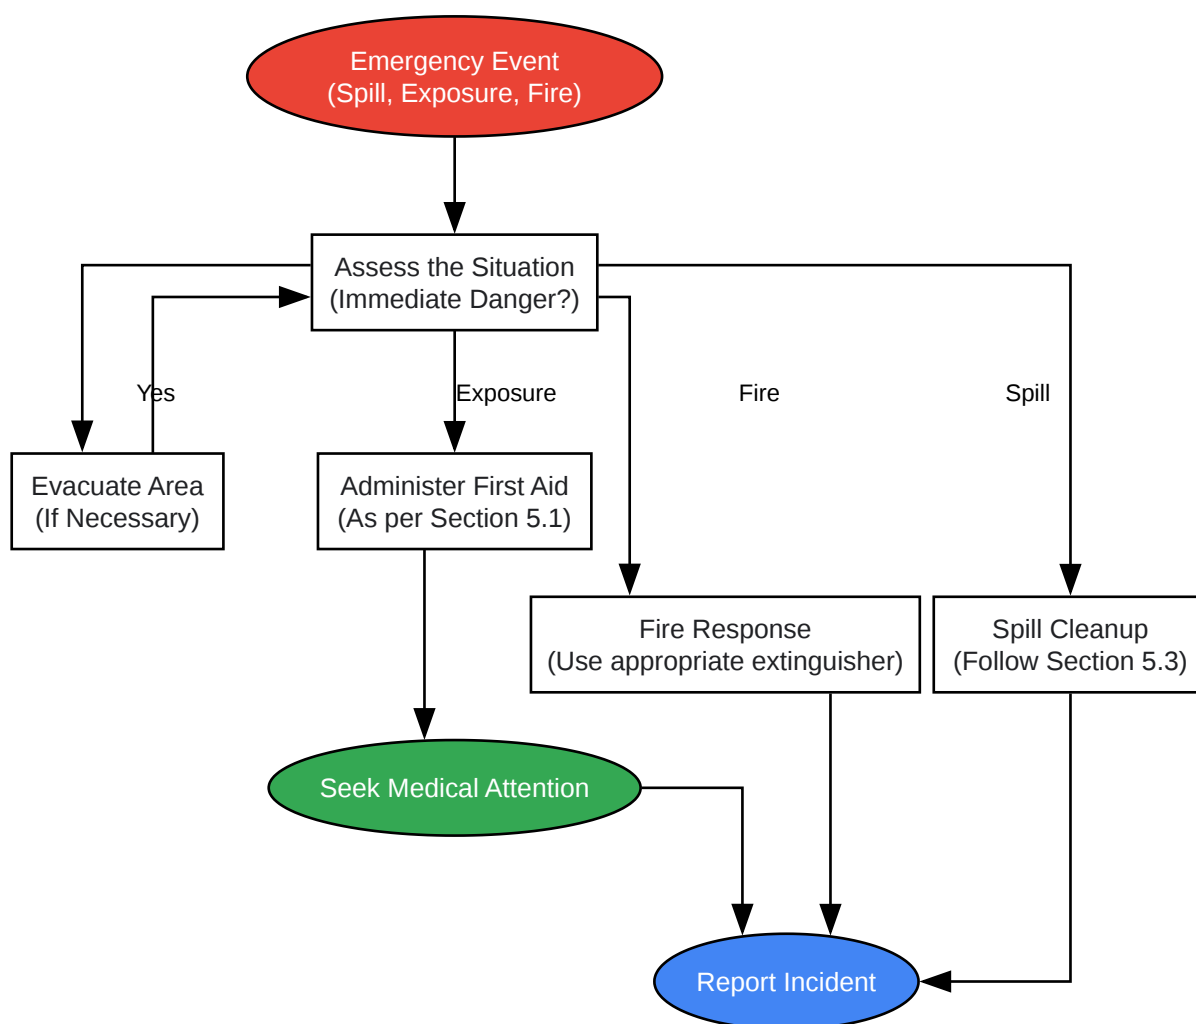 Emergency Event
(Spill, Exposure, Fire)
Assess the Situation
(Immediate Danger?)
Yes
Exposure
Fire
Spill
Evacuate Area
(If Necessary)
Administer First Aid
(As per Section 5.1)
Fire Response
(Use appropriate extinguisher)
Spill Cleanup
(Follow Section 5.3)
Seek Medical Attention
Report Incident